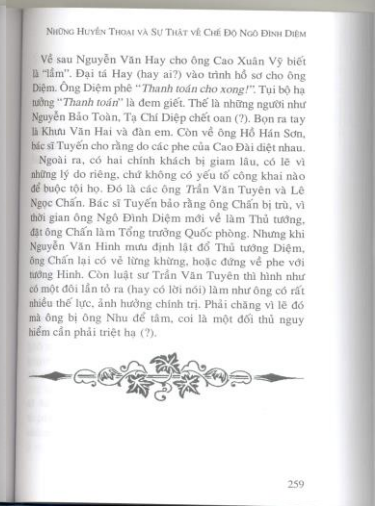 NHỮNG HUYỀN THOẠI VÀ SỰ THẬT VỀ CHẾ ĐỘ NGÔ ĐÌNH DIỆM
Về sau Nguyễn Văn Hay cho ông Cao Xuân Vỹ biết
là "lầm". Đại tá Hay (hay ai?) vào trình hồ sơ cho ông
Diệm. Ông Diệm phê "Thanh toán cho xong!". Tụi bộ hạ
tưởng "Thanh toán" là đem giết. Thế là những người như
Nguyễn Bảo Toàn, Tạ Chí Diệp chết oan (?). Bọn ra tay
là Khưu Văn Hai và đàn em. Còn về ông Hồ Hán Sơn,
bác sĩ Tuyến cho rằng do các phe của Cao Đài diệt nhau.
Ngoài ra, có hai chính khách bị giam lâu, có lẽ vì
những lý do riêng, chứ không có yếu tố công khai nào
để buộc tội họ. Đó là các ông Trần Văn Tuyên và Lê
Ngọc Chấn. Bác sĩ Tuyến bảo rằng ông Chấn bị trù, vì
thời gian ông Ngô Đình Diệm mới về làm Thủ tướng,
đặt ông Chấn làm Tổng trưởng Quốc phòng. Nhưng khi
Nguyễn Văn Hinh mưu định lật đổ Thủ tướng Diệm,
ông Chấn lại có vẻ lừng khừng, hoặc đứng về phe với
tướng Hinh. Còn luật sư Trần Văn Tuyên thì hình như
có một đôi lần tỏ ra (hay có lời nói) làm như ông có rất
nhiều thế lực, ảnh hưởng chính trị. Phải chăng vì lẽ đó
mà ông bị ông Nhu để tâm, coi là một đối thủ nguy
hiểm cần phải triệt hạ (?).
259